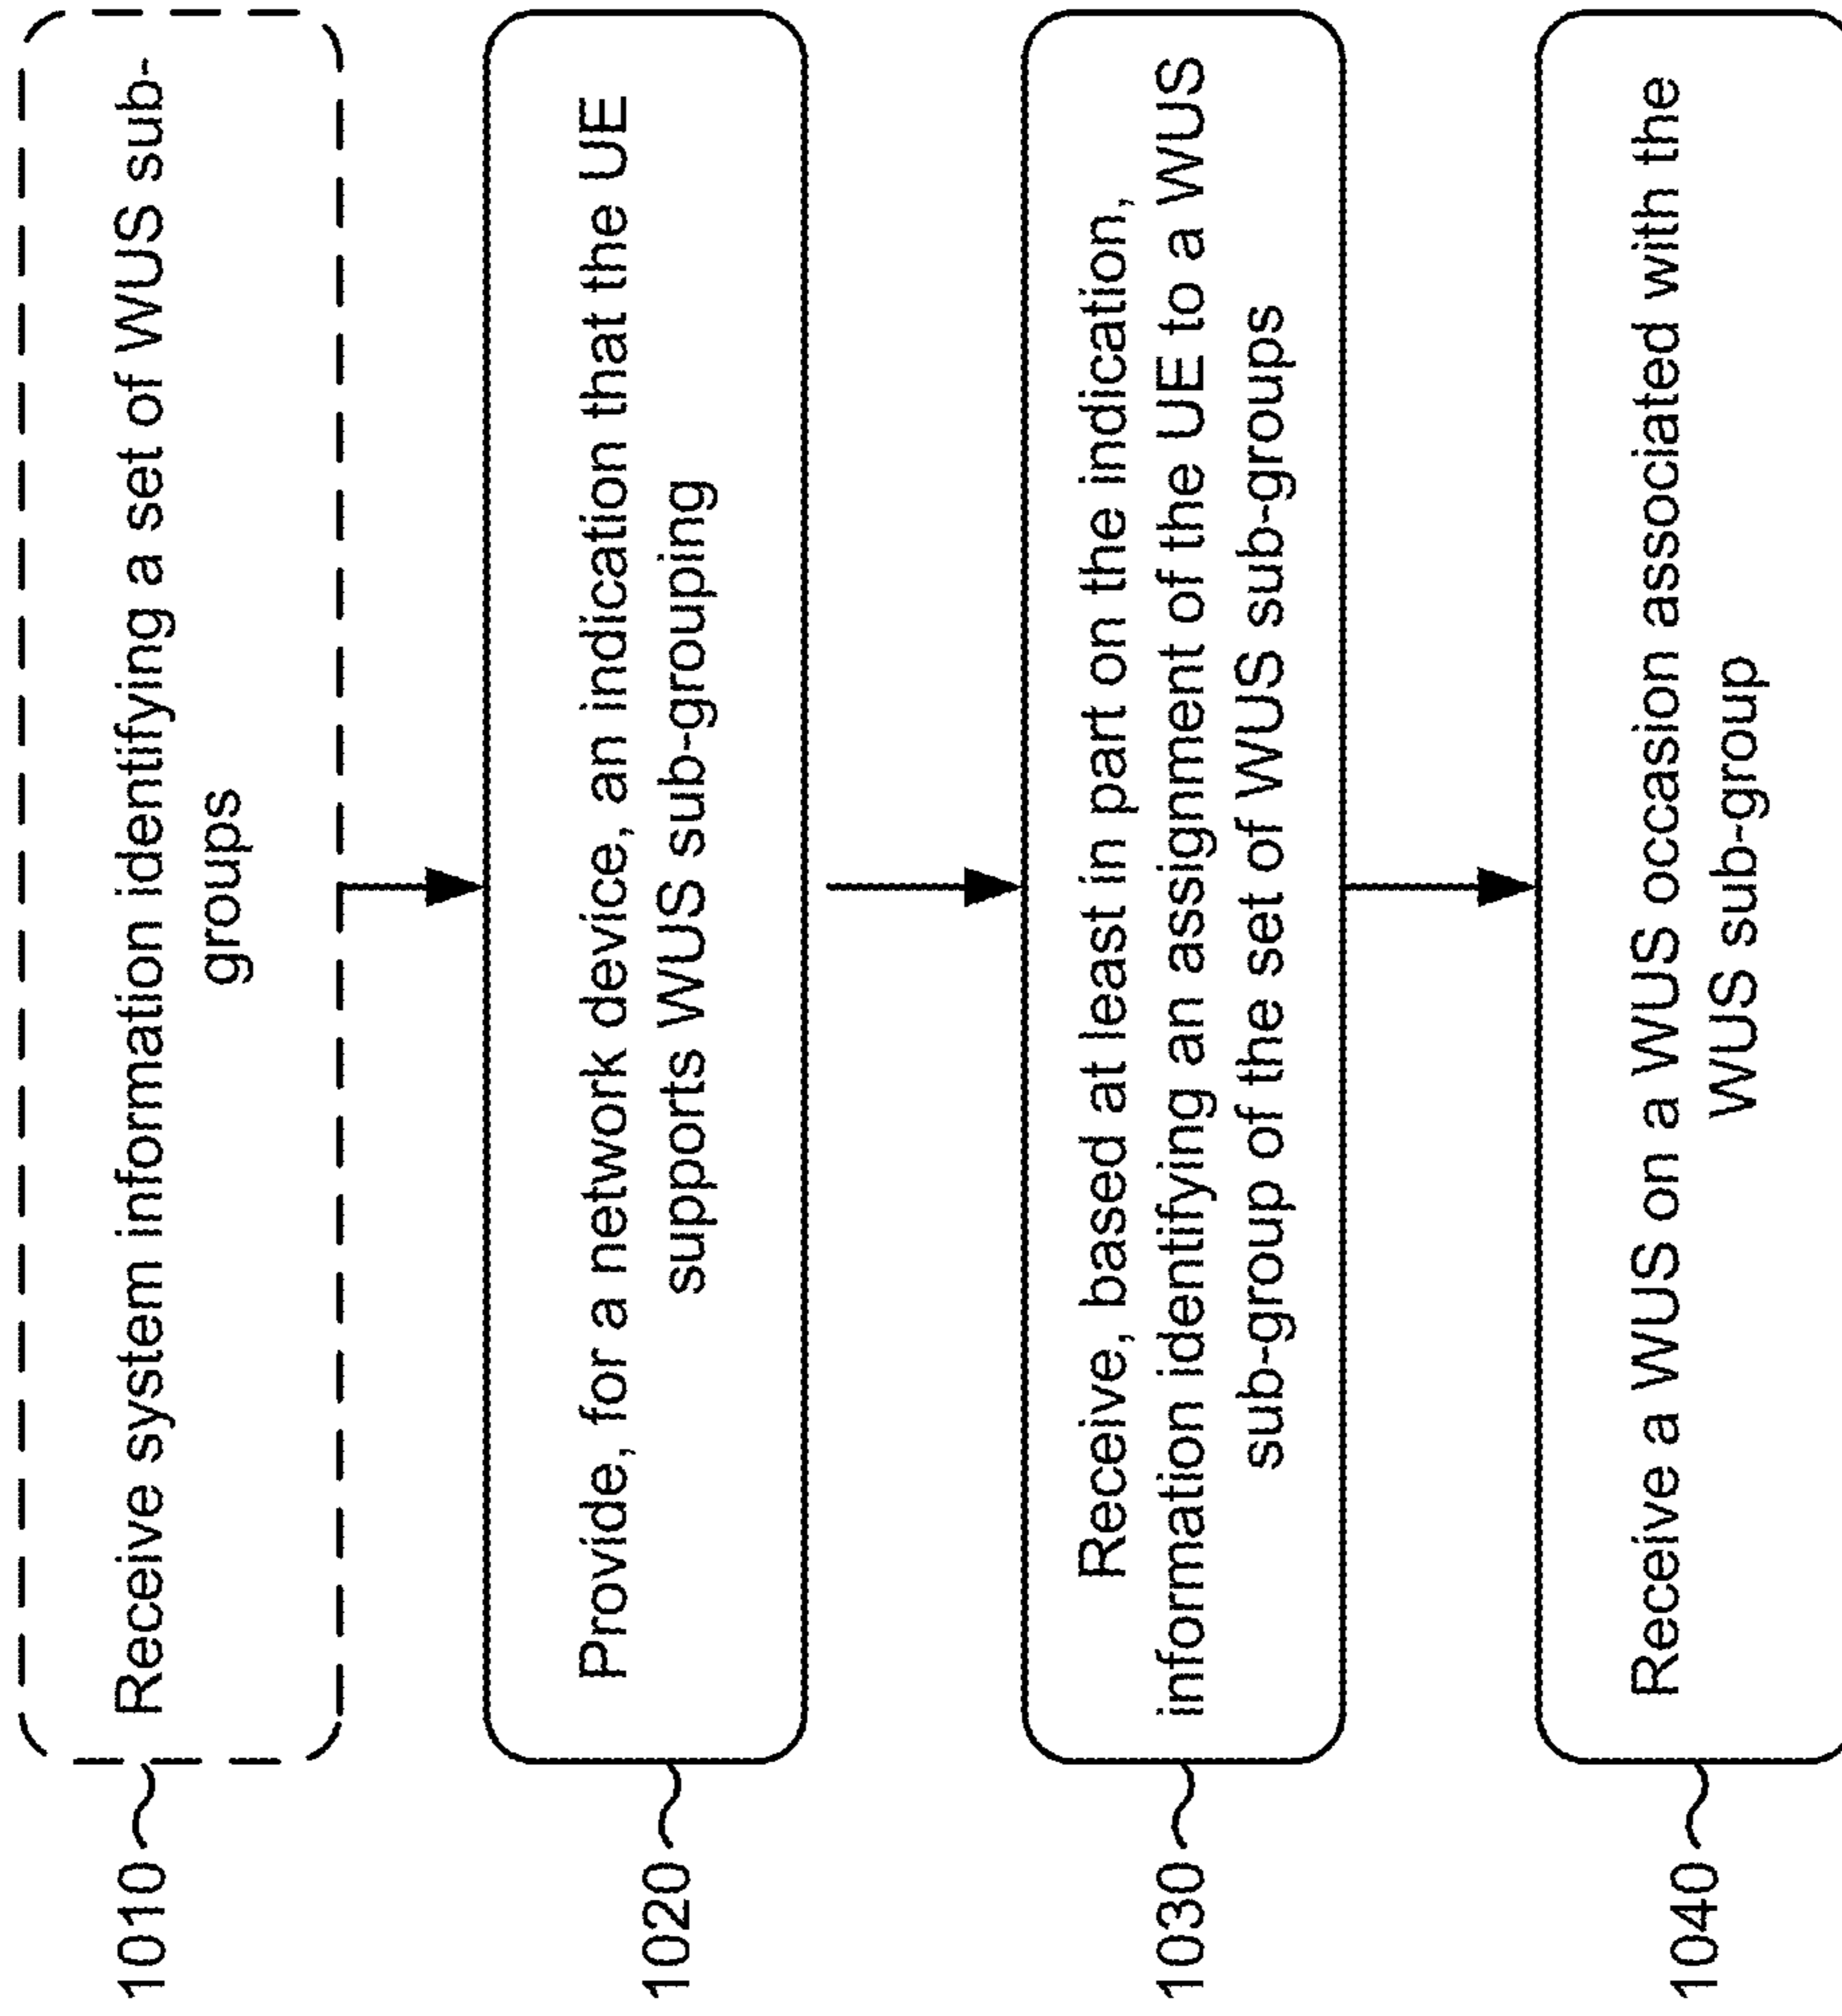 1010
Receive system information identifying a set of WUS sub-
groups
1020
Provide, for a network device, an indication that the UE
supports WUS sub-grouping
1030
Receive, based at least in part on the indication,
information identifying an assignment of the UE to a WUS
sub-group of the set of WUS sub-groups
1040
Receive a WUS on a WUS occasion associated with the
WUS sub-group